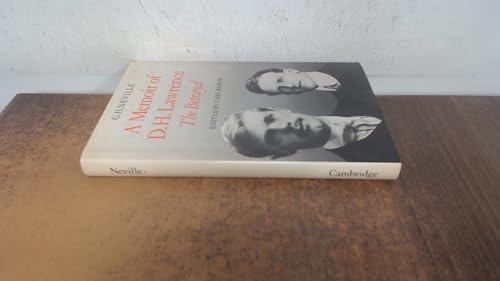 G.H.NEVILLE
A Memoir of
D.H.Lawrence
The Betrayal
EDITED BY CARL BARON
Neville
Cambridge